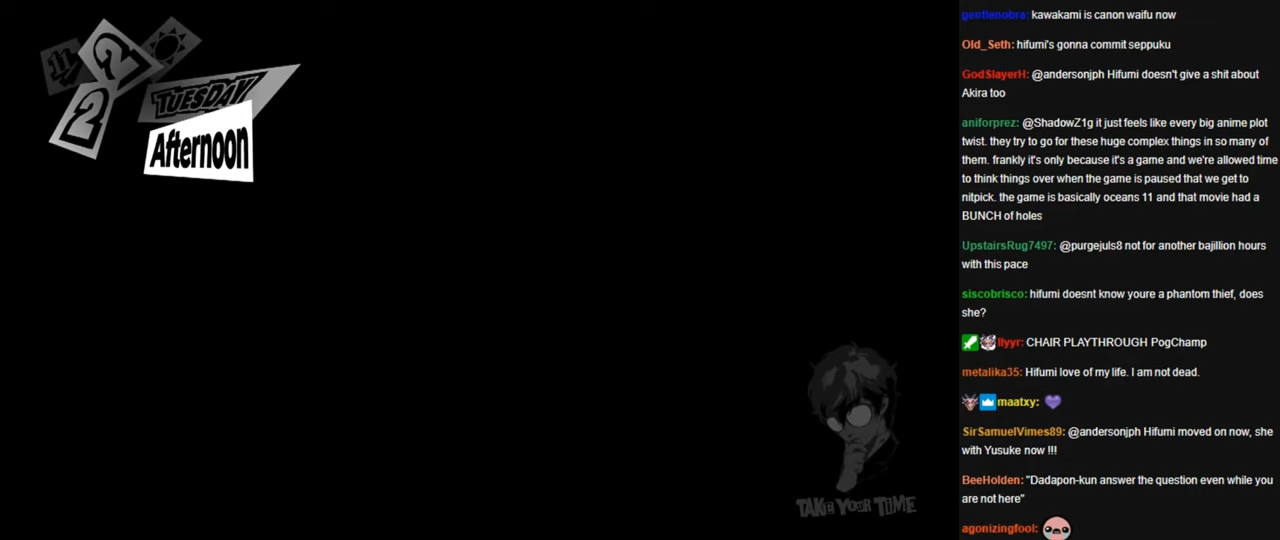 11
2
2
TUESDAY
Afternoon
TAKE YOUR TIME
gentlenobra: kawakami is canon waifu now
Old_Seth: hifumi's gonna commit seppuku
GodSlayerH: @andersonjph Hifumi doesn't give a shit about
Akira too
aniforprez: @ShadowZ1g it just feels like every big anime plot
twist. they try to go for these huge complex things in so many of
them. frankly it's only because it's a game and we're allowed time
to think things over when the game is paused that we get to
nitpick. the game is basically oceans 11 and that movie had a
BUNCH of holes
UpstairsRug7497: @purgejuls8 not for another bajillion hours
with this pace
siscobrisco: hifumi doesnt know youre a phantom thief, does
she?
llyyr: CHAIR PLAYTHROUGH PogChamp
metalika35: Hifumi love of my life. I am not dead.
maatxy:
SirSamuelVimes89: @andersonjph Hifumi moved on now, she
with Yusuke now !!!
BeeHolden: "Dadapon-kun answer the question even while you
are not here"
agonizingfool: